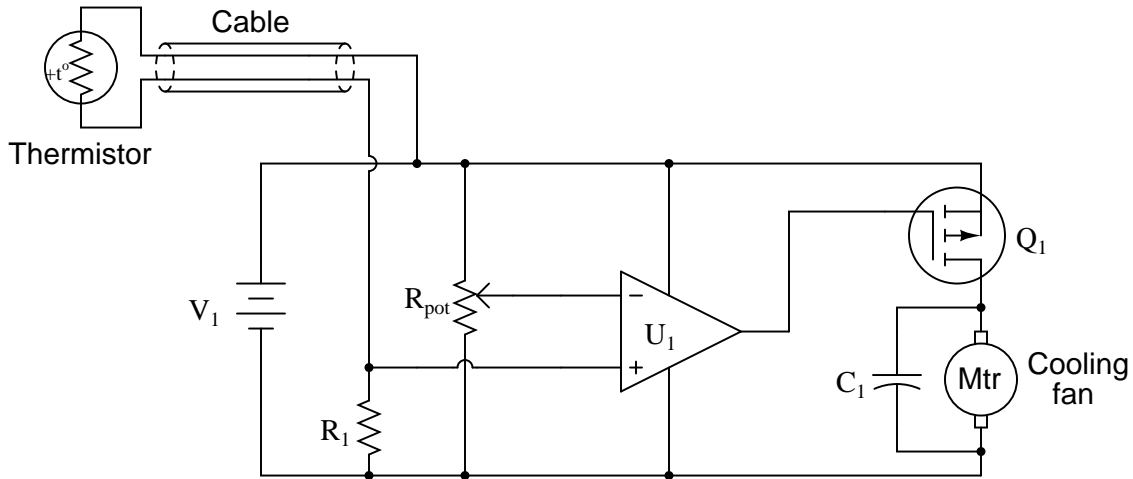 Cable
+t°
Thermistor
V1
Rpot
R1
−
+
U1
Q1
C1
Mtr
Cooling
fan